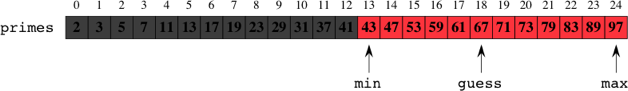 0 1 2 3 4 5 6 7 8 9 10 11 12 13 14 15 16 17 18 19 20 21 22 23 24
primes 2 3 5 7 11 13 17 19 23 29 31 37 41 43 47 53 59 61 67 71 73 79 83 89 97
min guess max